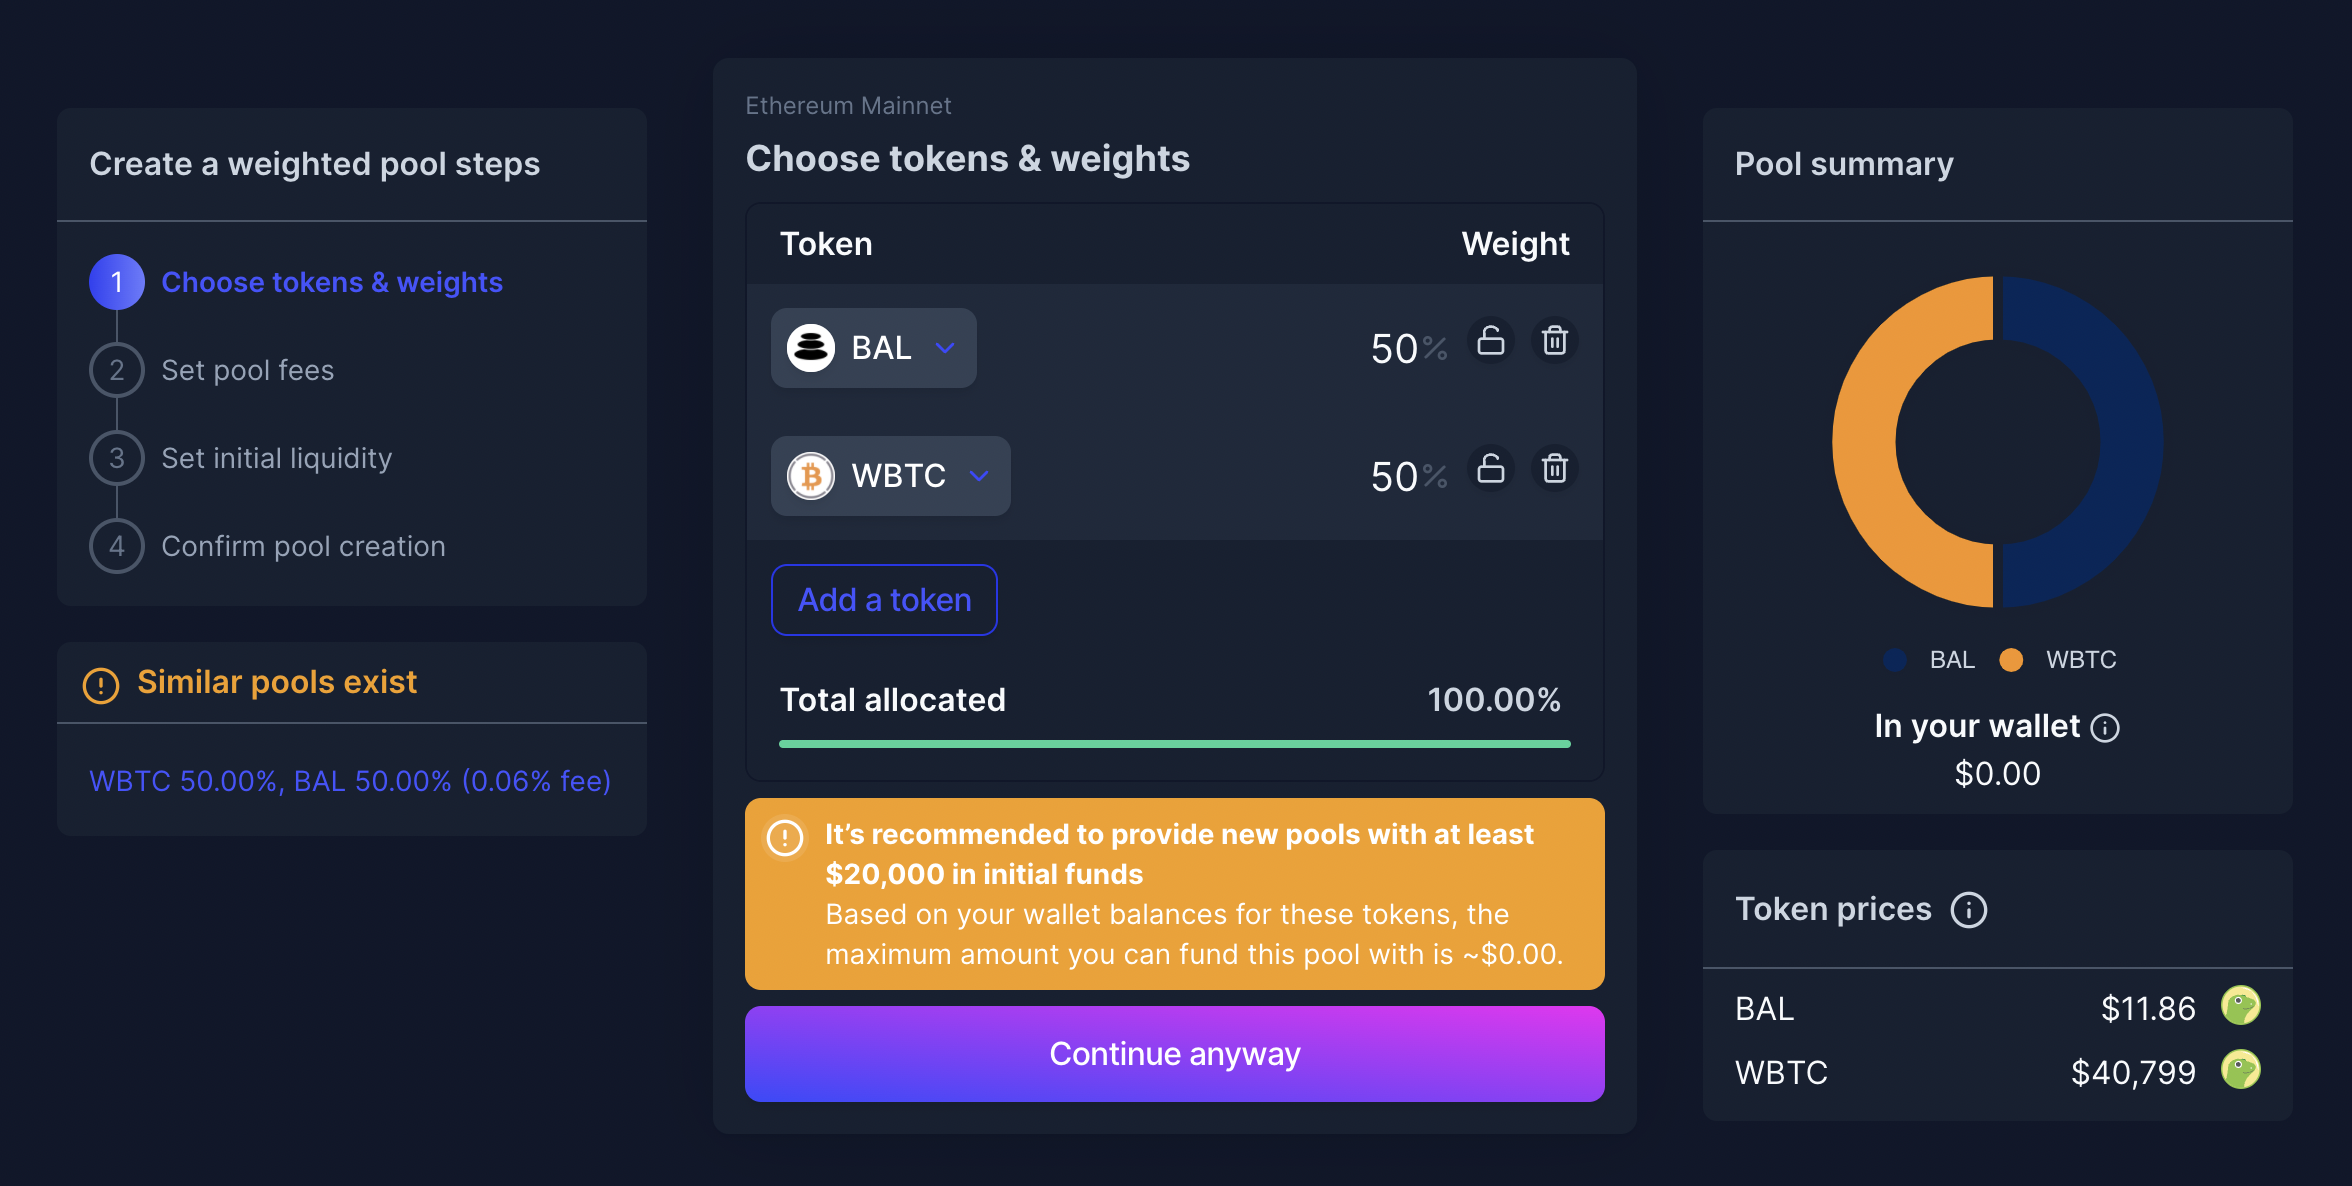 Create a weighted pool steps
1 Choose tokens & weights
2 Set pool fees
3 Set initial liquidity
4 Confirm pool creation
Similar pools exist
WBTC 50.00%, BAL 50.00% (0.06% fee)
Ethereum Mainnet
Choose tokens & weights
Token Weight
BAL 50%
WBTC 50%
Add a token
Total allocated 100.00%
It’s recommended to provide new pools with at least
$20,000 in initial funds
Based on your wallet balances for these tokens, the
maximum amount you can fund this pool with is ~$0.00.
Continue anyway
Pool summary
BAL WBTC
In your wallet
$0.00
Token prices
BAL $11.86
WBTC $40,799